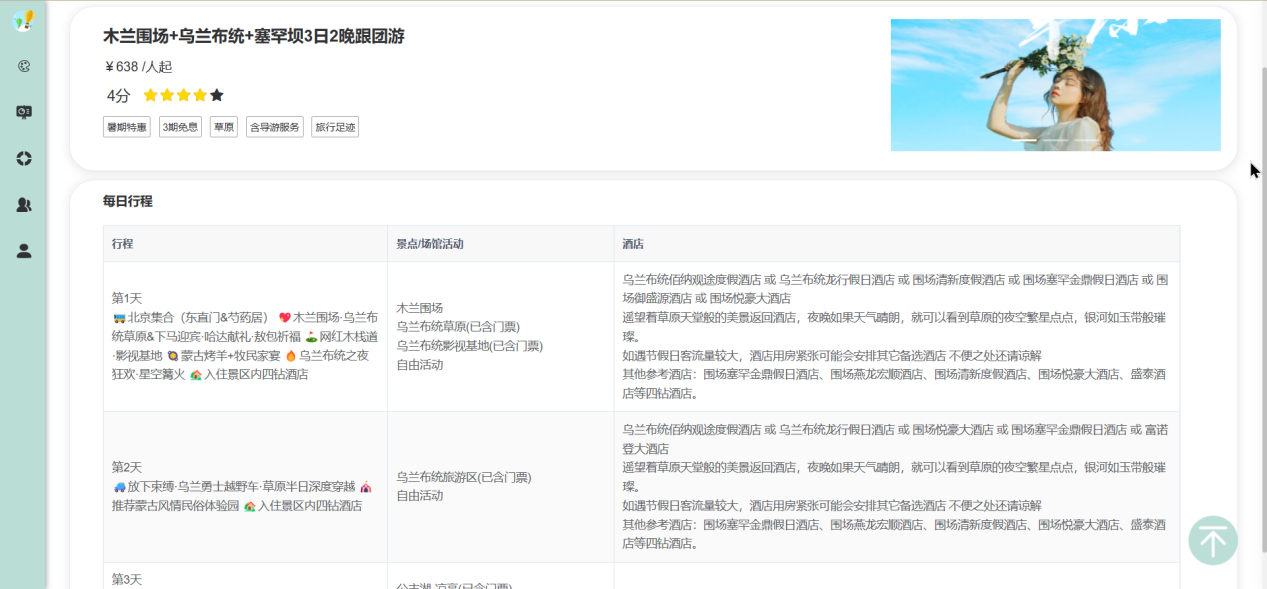 木兰围场+乌兰布统+塞罕坝3日2晚跟团游
¥638 /人起
4分
暑期特惠 3期免息 草原 含导游服务 旅行足迹
每日行程
行程 景点/场馆活动 酒店
第1天
北京集合（东直门&芍药居） 木兰围场·乌兰布
统草原&下马迎宾·哈达献礼·敖包祈福 网红木栈道
·影视基地 蒙古烤羊+牧民家宴 乌兰布统之夜
狂欢·星空篝火 入住景区内四钻酒店
木兰围场
乌兰布统草原(已含门票)
乌兰布统影视基地(已含门票)
自由活动
乌兰布统佰纳观途度假酒店 或 乌兰布统龙行假日酒店 或 围场清新度假酒店 或 围场塞罕金鼎假日酒店 或 围
场御盛源酒店 或 围场悦豪大酒店
遥望着草原天堂般的美景返回酒店，夜晚如果天气晴朗，就可以看到草原的夜空繁星点点，银河如玉带般璀
璨。
如遇节假日客流量较大，酒店用房紧张可能会安排其它备选酒店 不便之处还请谅解
其他参考酒店：围场塞罕金鼎假日酒店、围场燕龙宏顺酒店、围场清新度假酒店、围场悦豪大酒店、盛泰酒
店等四钻酒店。
第2天
放下束缚·乌兰勇士越野车·草原半日深度穿越
推荐蒙古风情民俗体验园 入住景区内四钻酒店
乌兰布统旅游区(已含门票)
自由活动
乌兰布统佰纳观途度假酒店 或 乌兰布统龙行假日酒店 或 围场悦豪大酒店 或 围场塞罕金鼎假日酒店 或 富诺
登大酒店
遥望着草原天堂般的美景返回酒店，夜晚如果天气晴朗，就可以看到草原的夜空繁星点点，银河如玉带般璀
璨。
如遇节假日客流量较大，酒店用房紧张可能会安排其它备选酒店 不便之处还请谅解
其他参考酒店：围场塞罕金鼎假日酒店、围场燕龙宏顺酒店、围场清新度假酒店、围场悦豪大酒店、盛泰酒
店等四钻酒店。
第3天